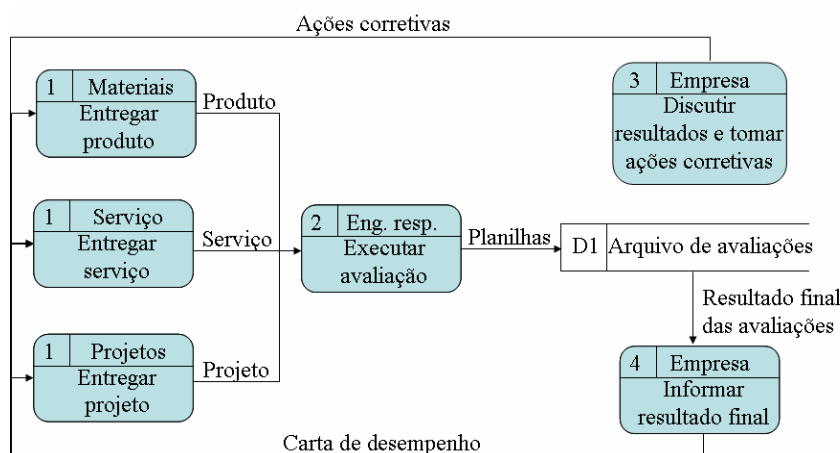 Ações corretivas
1 Materiais
Entregar
produto
Produto
3 Empresa
Discutir
resultados e tomar
ações corretivas
1 Serviço
Entregar
serviço
Serviço
2 Eng. resp.
Executar
avaliação
Planilhas
D1 Arquivo de avaliações
Resultado final
das avaliações
1 Projetos
Entregar
projeto
Projeto
4 Empresa
Informar
resultado final
Carta de desempenho